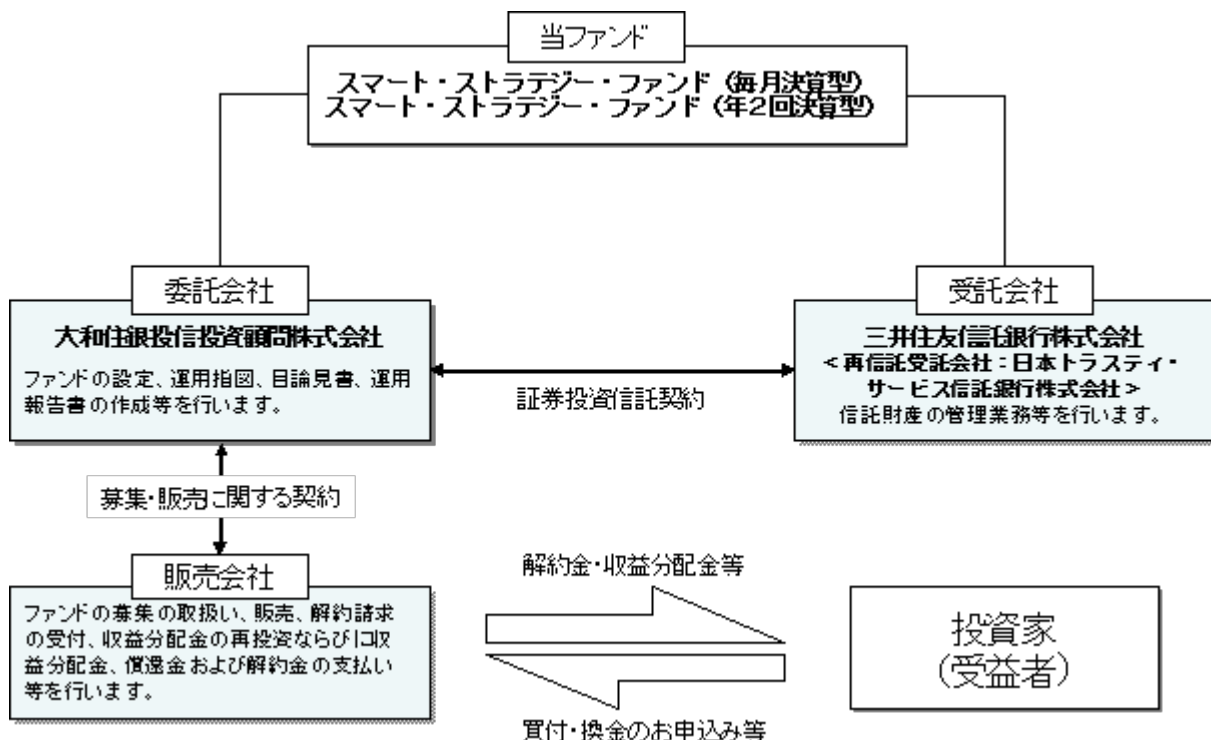 当ファンド
スマート・ストラテジー・ファンド(毎月決算型)
スマート・ストラテジー・ファンド(年2回決算型)
委託会社
大和住銀投信投資顧問株式会社
ファンドの設定、運用指図、目論見書、運用
報告書の作成等を行います。
証券投資信託契約
受託会社
三井住友信託銀行株式会社
<再信託受託会社:日本トラスティ・
サービス信託銀行株式会社>
信託財産の管理業務等を行います。
募集・販売に関する契約
販売会社
ファンドの募集の取扱い、販売、解約請求
の受付、収益分配金の再投資ならびに収
益分配金、償還金および解約金の支払い
等を行います。
解約金・収益分配金等
買付・換金のお申込み等
投資家
(受益者)